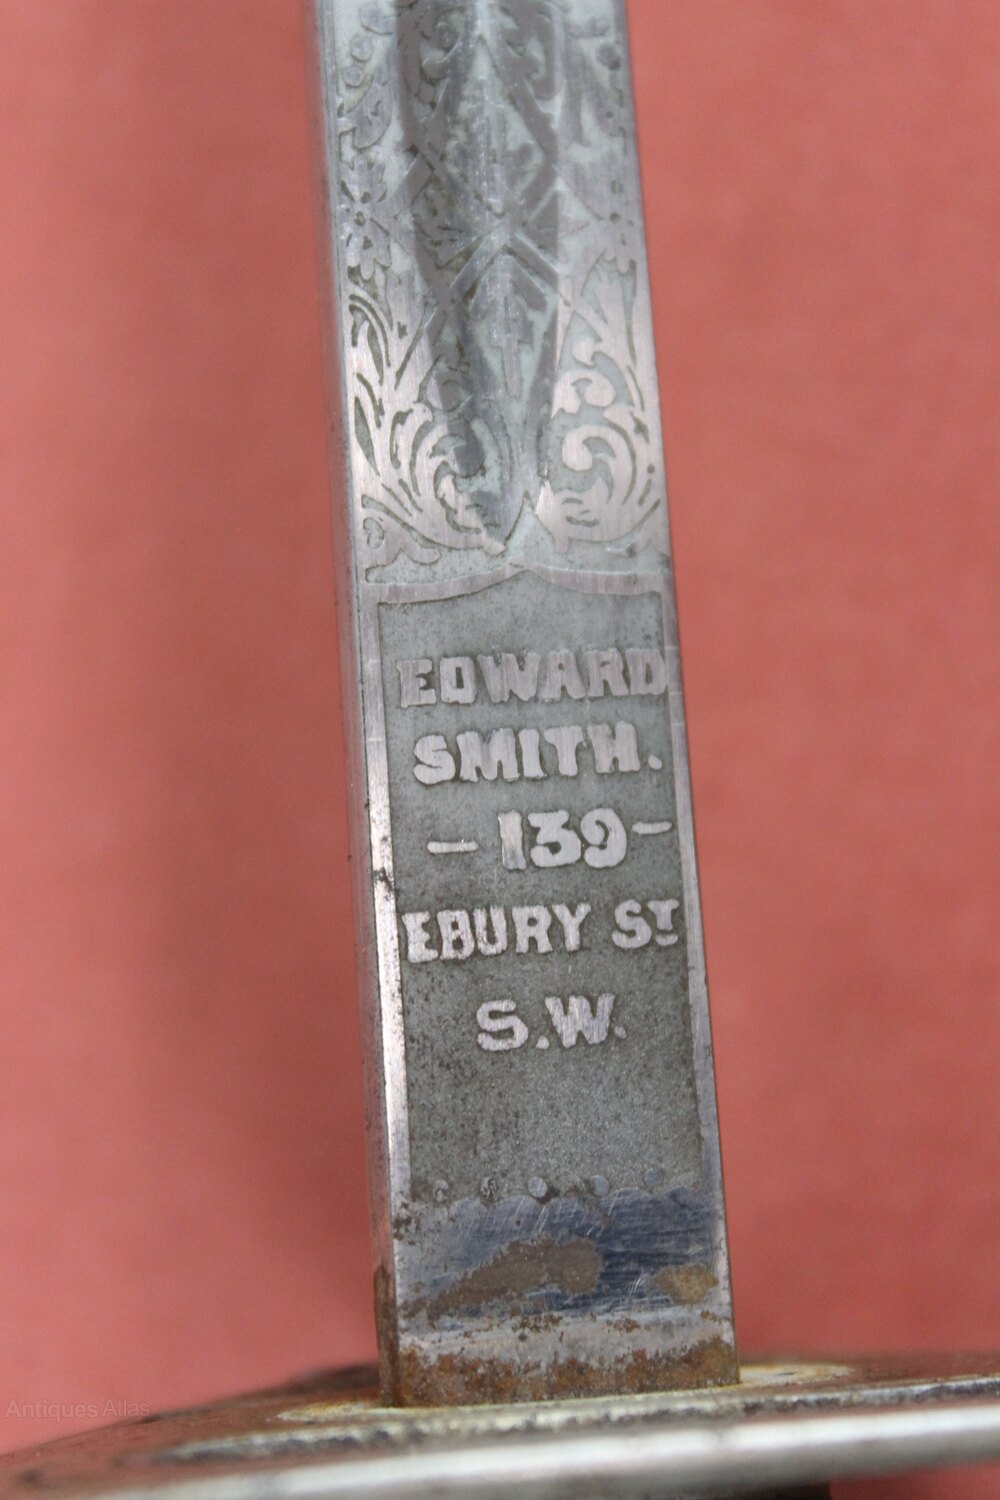 EDWARD
SMITH.
- 139 -
EBURY ST
S.W.
Antiques Atlas